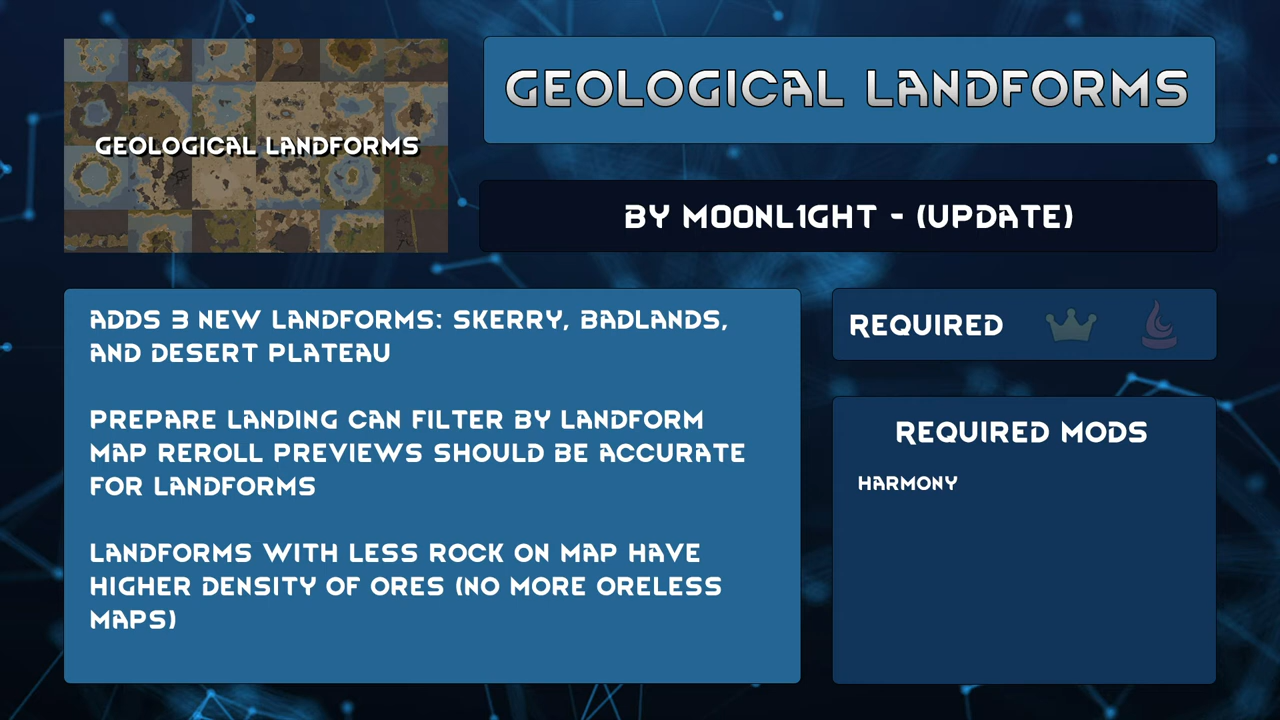 GEOLOGICAL LANDFORMS
GEOLOGICAL LANDFORMS
BY M00NL1GHT - (UPDATE)
ADDS 3 NEW LANDFORMS: SKERRY, BADLANDS,
AND DESERT PLATEAU
PREPARE LANDING CAN FILTER BY LANDFORM
MAP REROLL PREVIEWS SHOULD BE ACCURATE
FOR LANDFORMS
LANDFORMS WITH LESS ROCK ON MAP HAVE
HIGHER DENSITY OF ORES (NO MORE ORELESS
MAPS)
REQUIRED
REQUIRED MODS
HARMONY